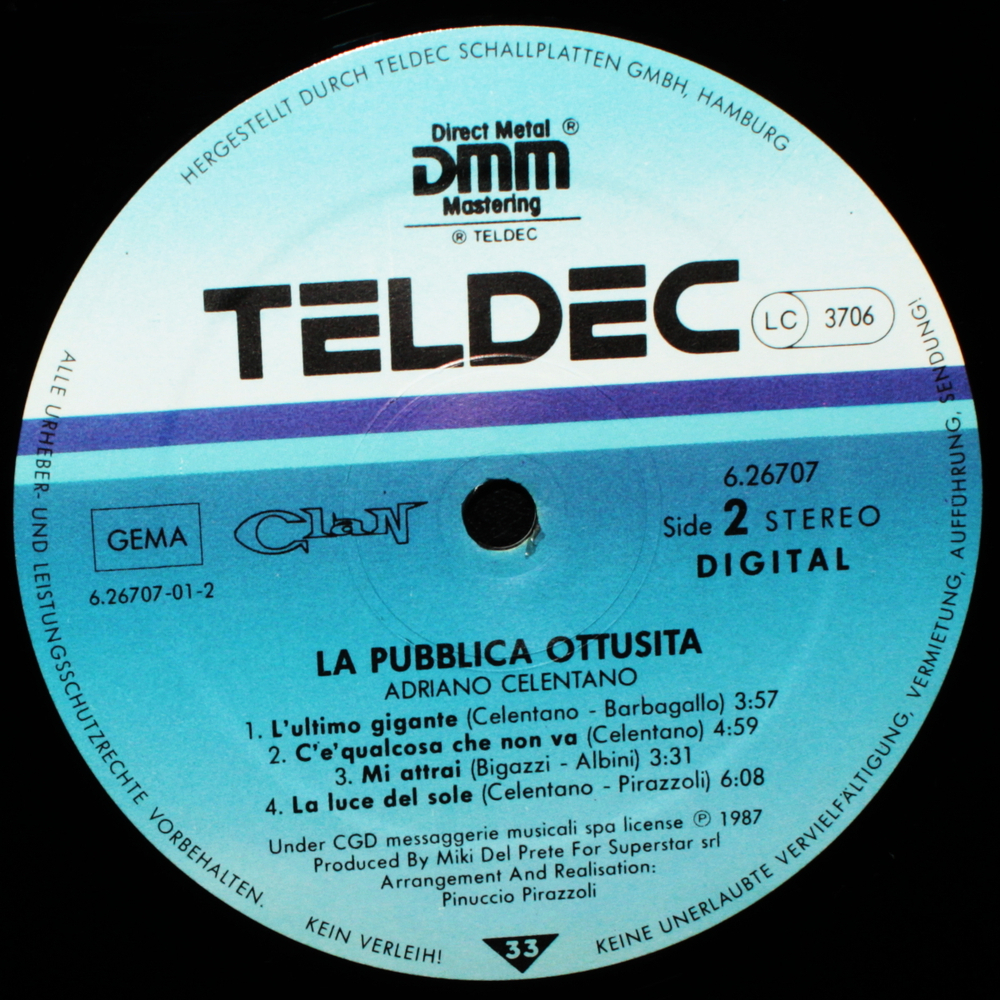 HERGESTELLT DURCH TELDEC SCHALLPLATTEN GMBH, HAMBURG
Direct Metal ®
DMM
Mastering
® TELDEC
TELDEC
LC 3706
GEMA
Clan
6.26707-01-2
6.26707
Side 2 STEREO
DIGITAL
LA PUBBLICA OTTUSITA
ADRIANO CELENTANO
1. L'ultimo gigante (Celentano - Barbagallo) 3:57
2. C'e'qualcosa che non va (Celentano) 4:59
3. Mi attrai (Bigazzi - Albini) 3:31
4. La luce del sole (Celentano - Pirazzoli) 6:08
Under CGD messaggerie musicali spa license ℗ 1987
Produced By Miki Del Prete For Superstar srl
Arrangement And Realisation:
Pinuccio Pirazzoli
33
ALLE URHEBER- UND LEISTUNGSSCHUTZRECHTE VORBEHALTEN.
KEIN VERLEIH!
KEINE UNERLAUBTE VERVIELFÄLTIGUNG, VERMIETUNG, AUFFÜHRUNG, SENDUNG!